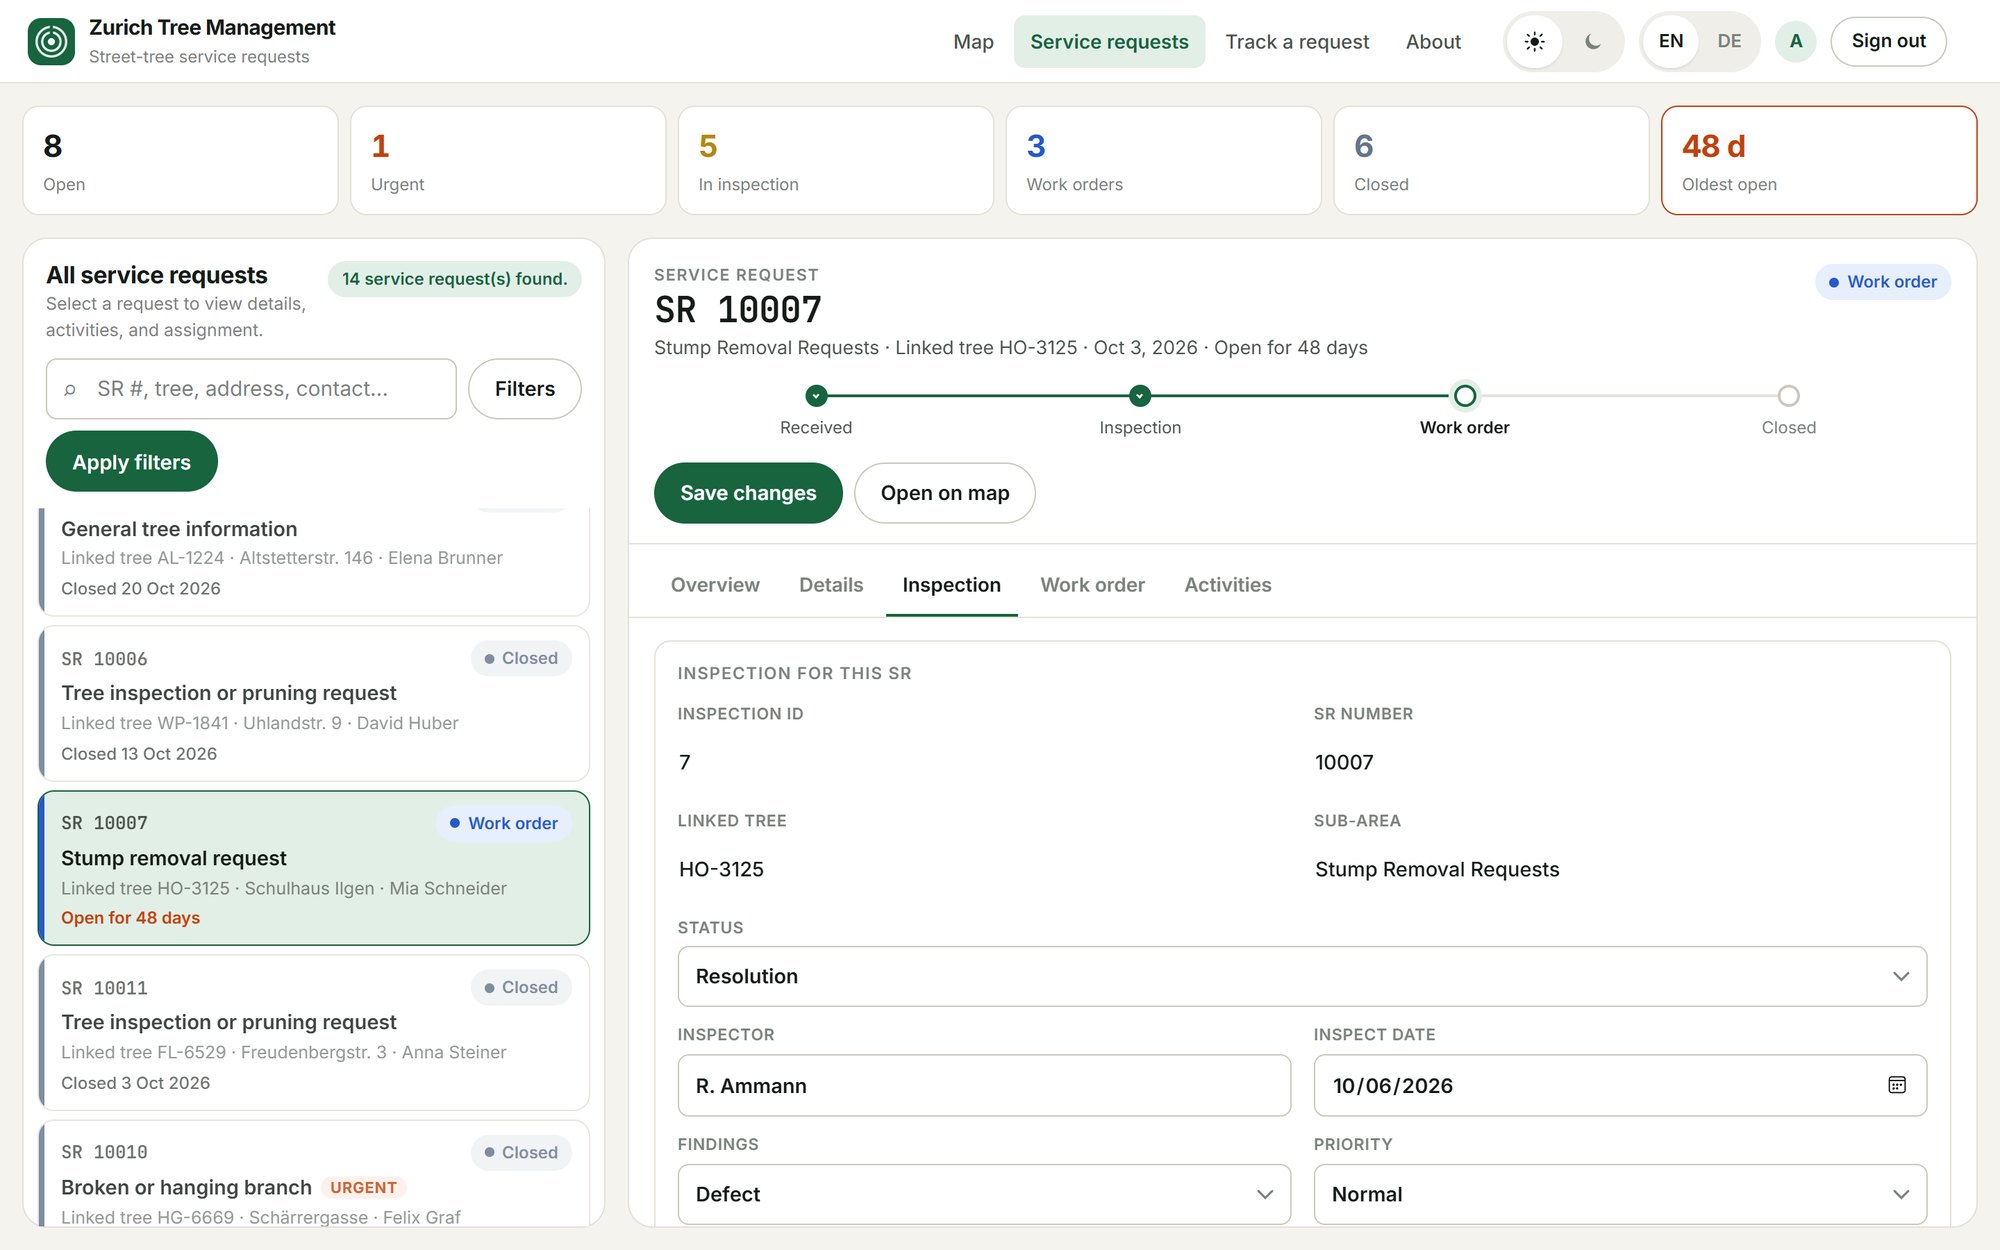 Zurich Tree Management
Street-tree service requests
Map
Service requests
Track a request
About
EN
DE
A
Sign out
8
Open
1
Urgent
5
In inspection
3
Work orders
6
Closed
48 d
Oldest open
All service requests
14 service request(s) found.
Select a request to view details,
activities, and assignment.
SR #, tree, address, contact...
Filters
Apply filters
General tree information
Linked tree AL-1224 · Altstetterstr. 146 · Elena Brunner
Closed 20 Oct 2026
SR 10006
Closed
Tree inspection or pruning request
Linked tree WP-1841 · Uhlandstr. 9 · David Huber
Closed 13 Oct 2026
SR 10007
Work order
Stump removal request
Linked tree HO-3125 · Schulhaus Ilgen · Mia Schneider
Open for 48 days
SR 10011
Closed
Tree inspection or pruning request
Linked tree FL-6529 · Freudenbergstr. 3 · Anna Steiner
Closed 3 Oct 2026
SR 10010
Closed
Broken or hanging branch URGENT
Linked tree HG-6669 · Schärrergasse · Felix Graf
SERVICE REQUEST
SR 10007
Work order
Stump Removal Requests · Linked tree HO-3125 · Oct 3, 2026 · Open for 48 days
Received
Inspection
Work order
Closed
Save changes
Open on map
Overview
Details
Inspection
Work order
Activities
INSPECTION FOR THIS SR
INSPECTION ID
SR NUMBER
7
10007
LINKED TREE
SUB-AREA
HO-3125
Stump Removal Requests
STATUS
Resolution
INSPECTOR
INSPECT DATE
R. Ammann
10/06/2026
FINDINGS
PRIORITY
Defect
Normal